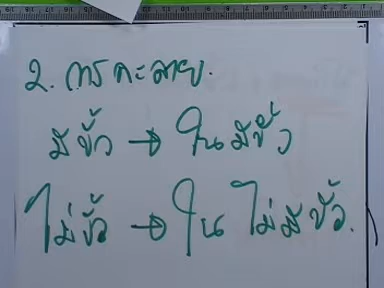 2. การละลาย.
มีขั้ว → ในมีขั้ว
ไม่ขั้ว → ใน ไม่มีขั้ว.